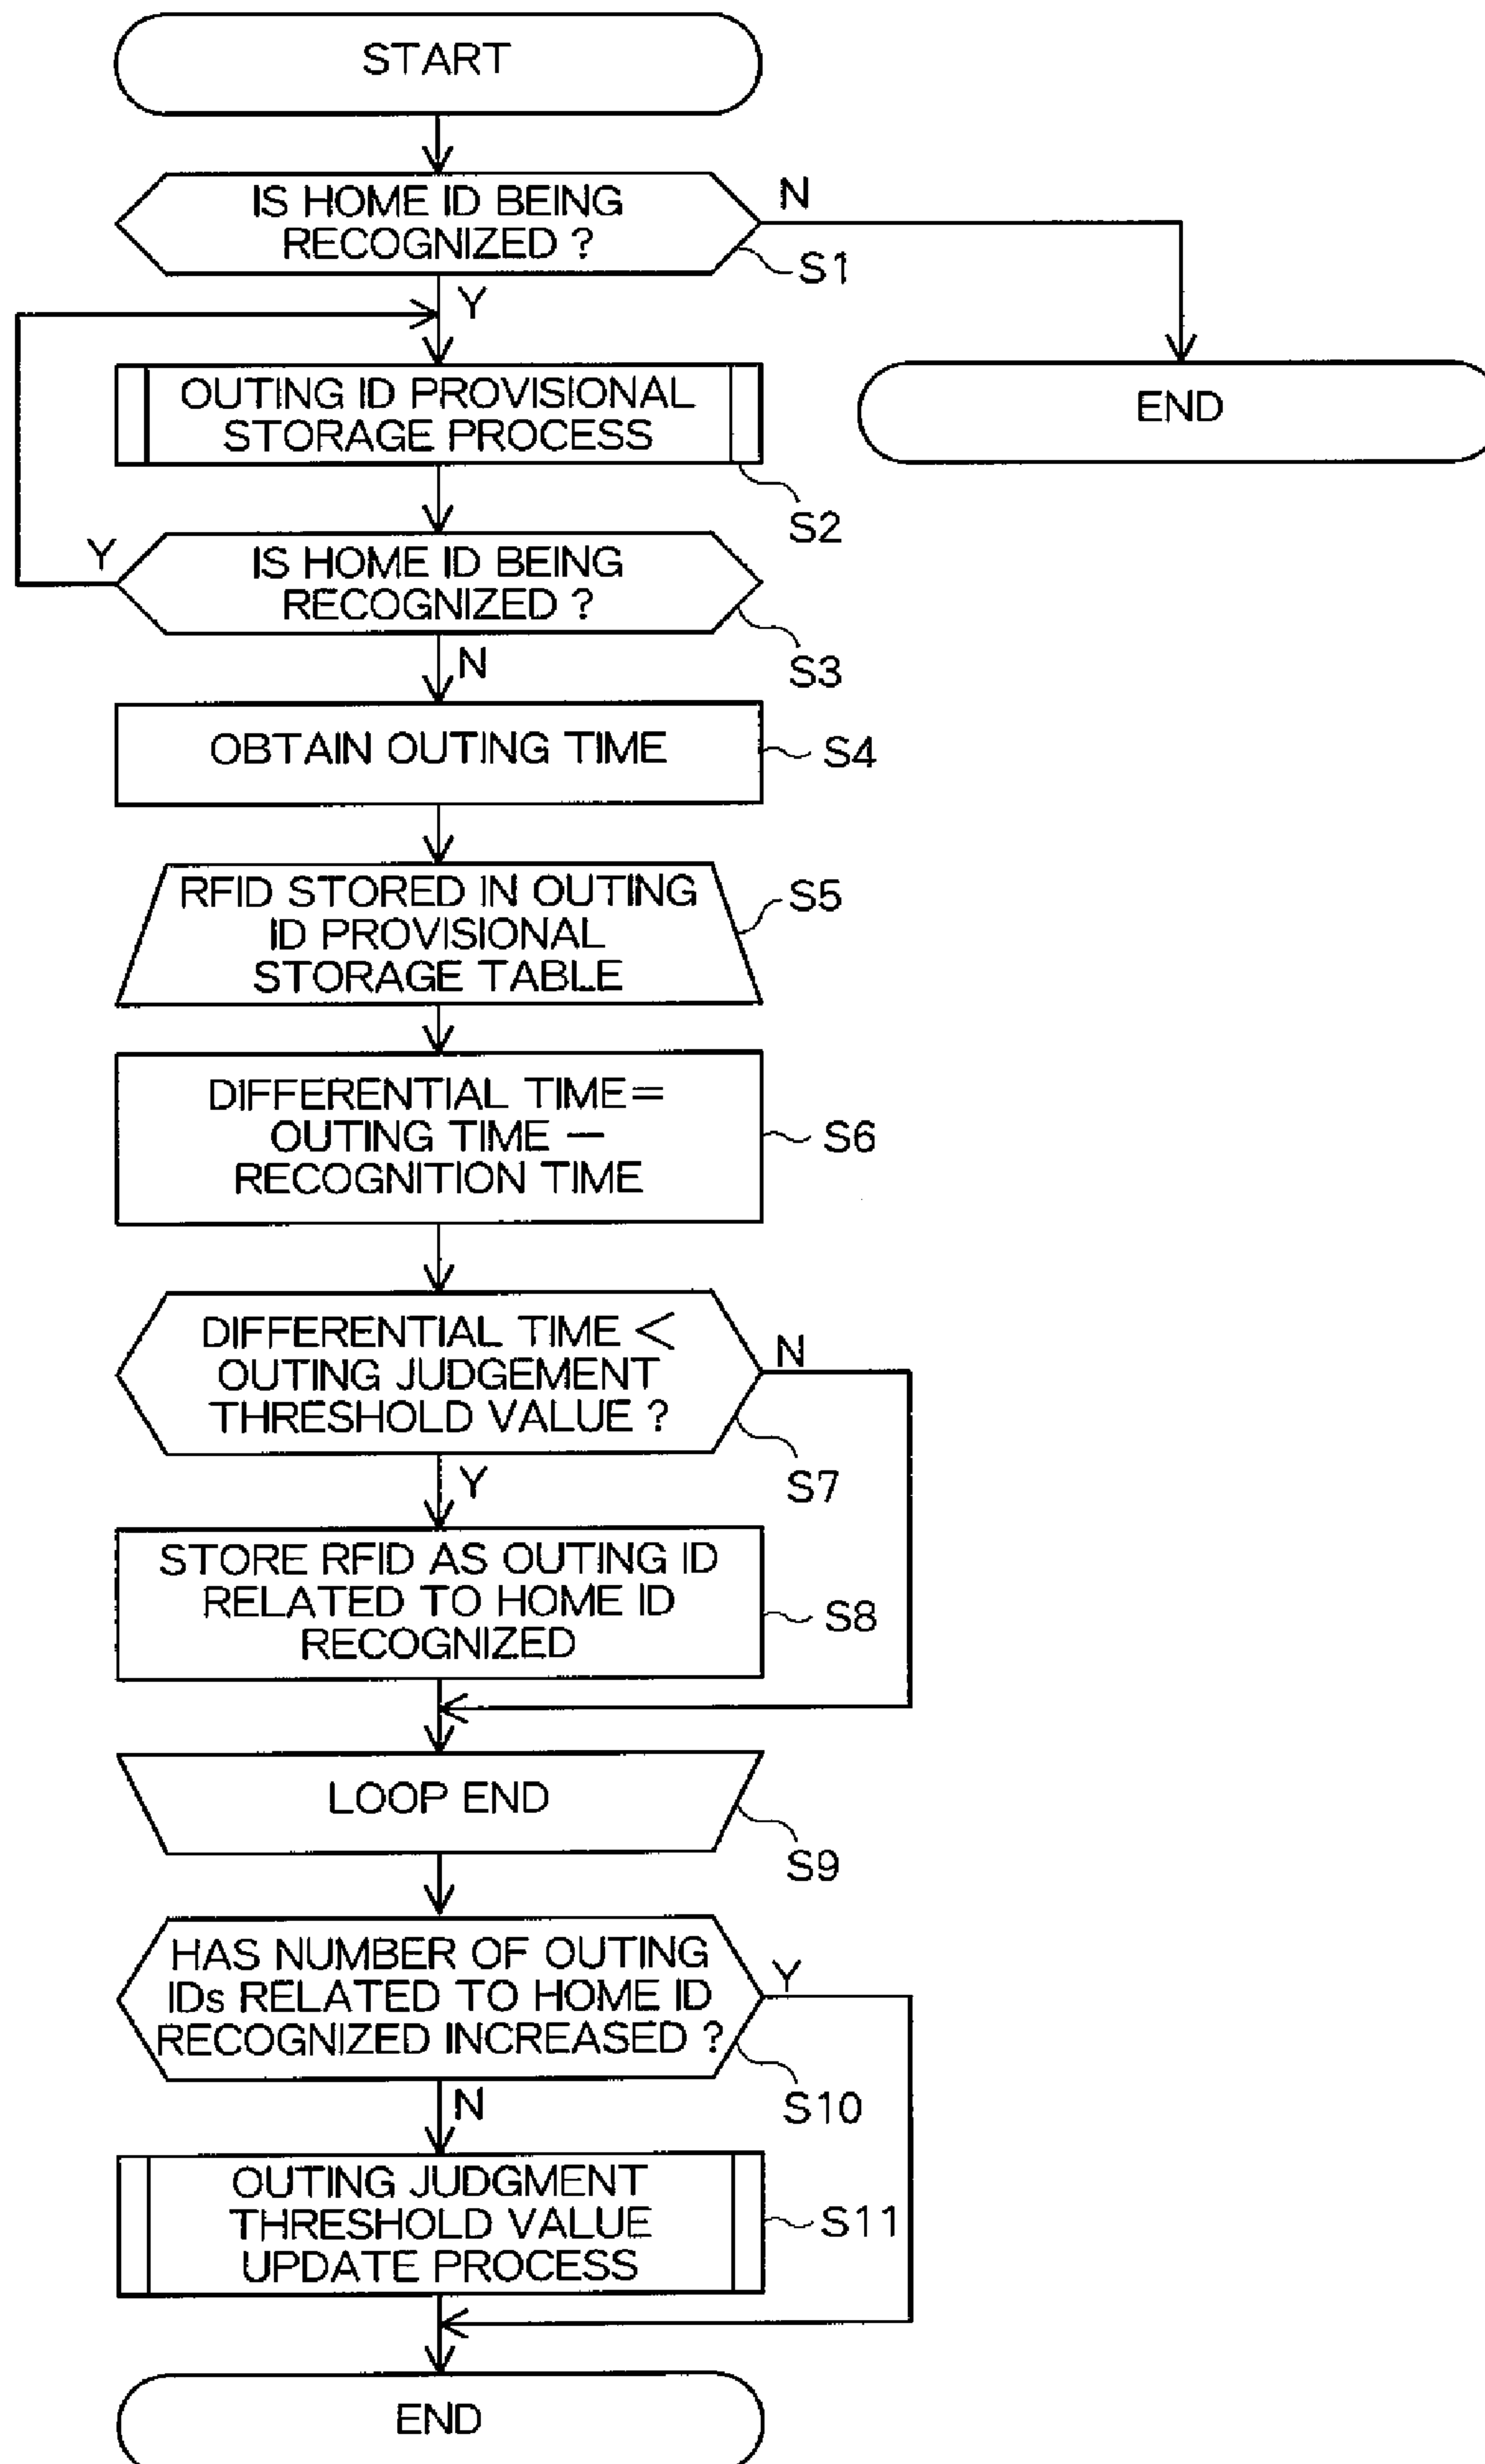 START
IS HOME ID BEING
RECOGNIZED ?
N
S1
Y
OUTING ID PROVISIONAL
STORAGE PROCESS
END
S2
Y
IS HOME ID BEING
RECOGNIZED ?
S3
N
OBTAIN OUTING TIME
S4
RFID STORED IN OUTING
ID PROVISIONAL
STORAGE TABLE
S5
DIFFERENTIAL TIME=
OUTING TIME −
RECOGNITION TIME
S6
DIFFERENTIAL TIME <
OUTING JUDGEMENT
THRESHOLD VALUE ?
N
S7
Y
STORE RFID AS OUTING ID
RELATED TO HOME ID
RECOGNIZED
S8
LOOP END
S9
HAS NUMBER OF OUTING
IDs RELATED TO HOME ID
RECOGNIZED INCREASED ?
Y
S10
N
OUTING JUDGMENT
THRESHOLD VALUE
UPDATE PROCESS
S11
END